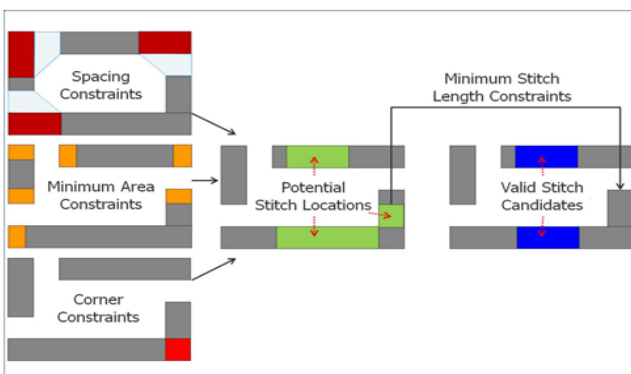 Spacing
Constraints
Minimum Stitch
Length Constraints
Minimum Area
Constraints
Potential
Stitch Locations
Valid Stitch
Candidates
Corner
Constraints